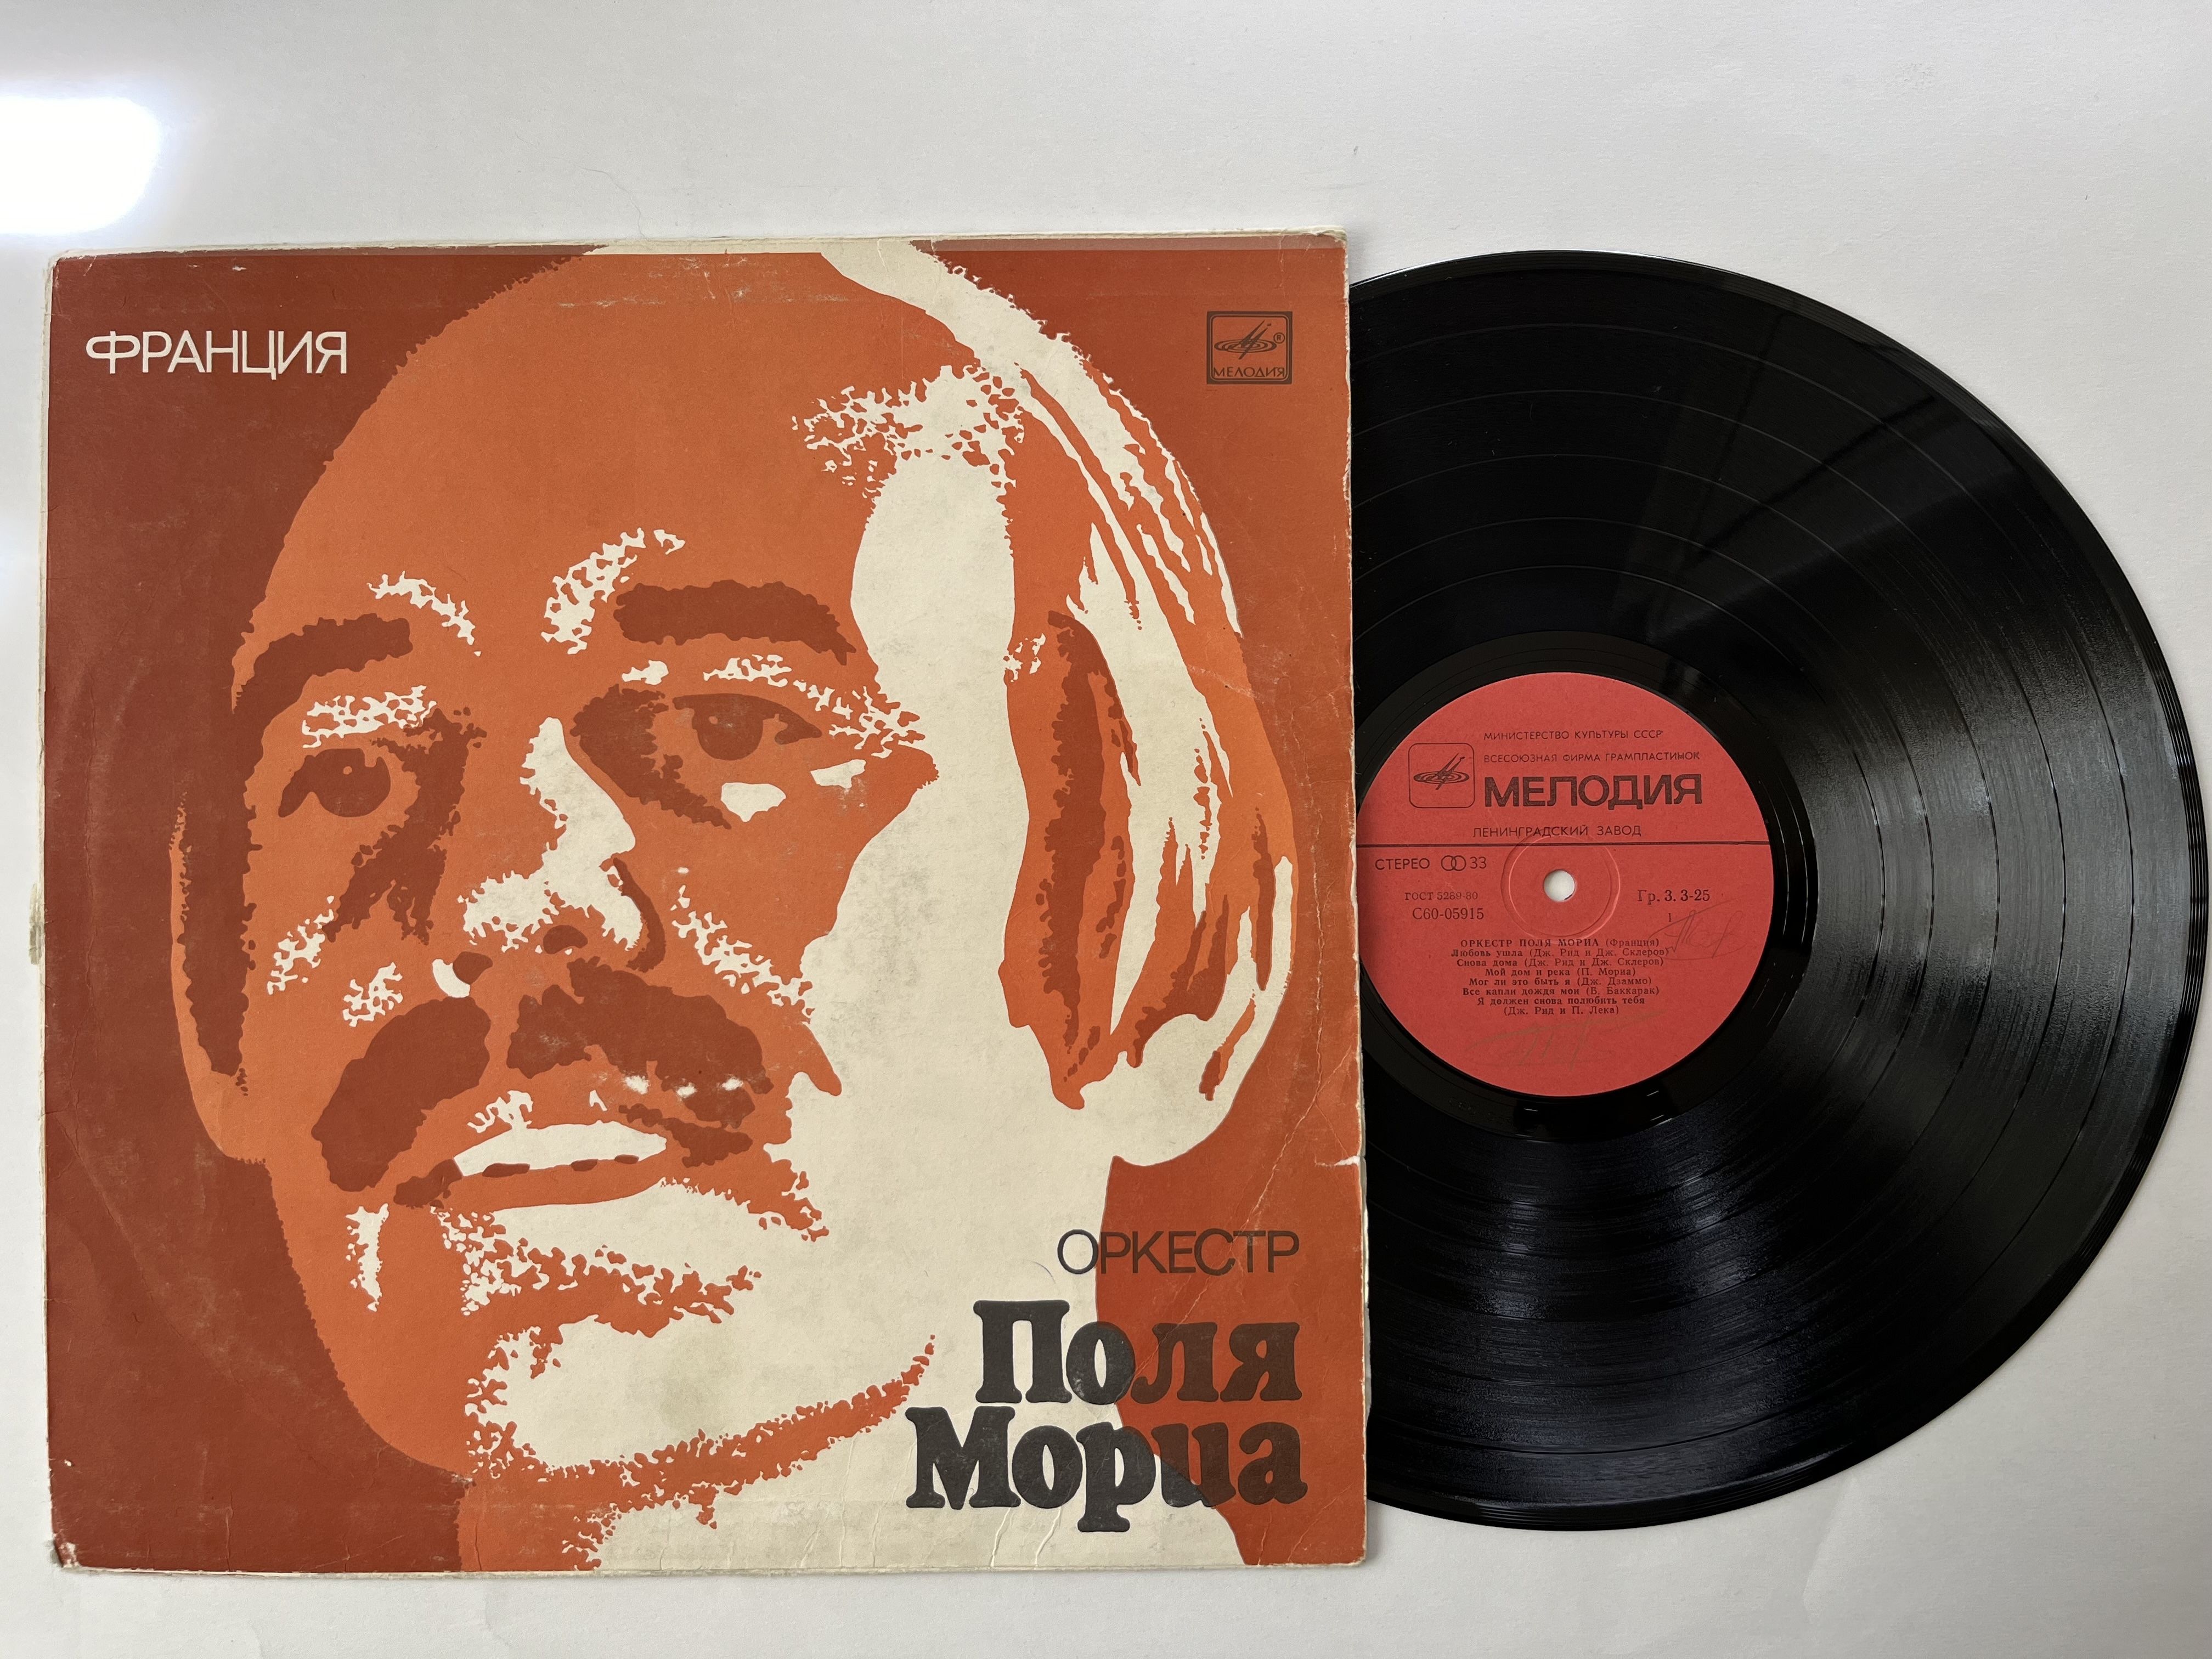 ФРАНЦИЯ
МЕЛОДИЯ
ОРКЕСТР
Поля
Мориа
МИНИСТЕРСТВО КУЛЬТУРЫ СССР
ВСЕСОЮЗНАЯ ФИРМА ГРАМПЛАСТИНОК
МЕЛОДИЯ
ЛЕНИНГРАДСКИЙ ЗАВОД
СТЕРЕО 33
ГОСТ 5289-80
С60-05915
Гр. 3. 3-25
1
ОРКЕСТР ПОЛЯ МОРИА (Франция)
Любовь ушла (Дж. Рид и Дж. Склеров)
Снова дома (Дж. Рид и Дж. Склеров)
Мой дом и река (П. Мориа)
Мог ли это быть я (Дж. Дзаммо)
Все капли дождя мои (Б. Баккарак)
Я должен снова полюбить тебя
(Дж. Рид и П. Лека)